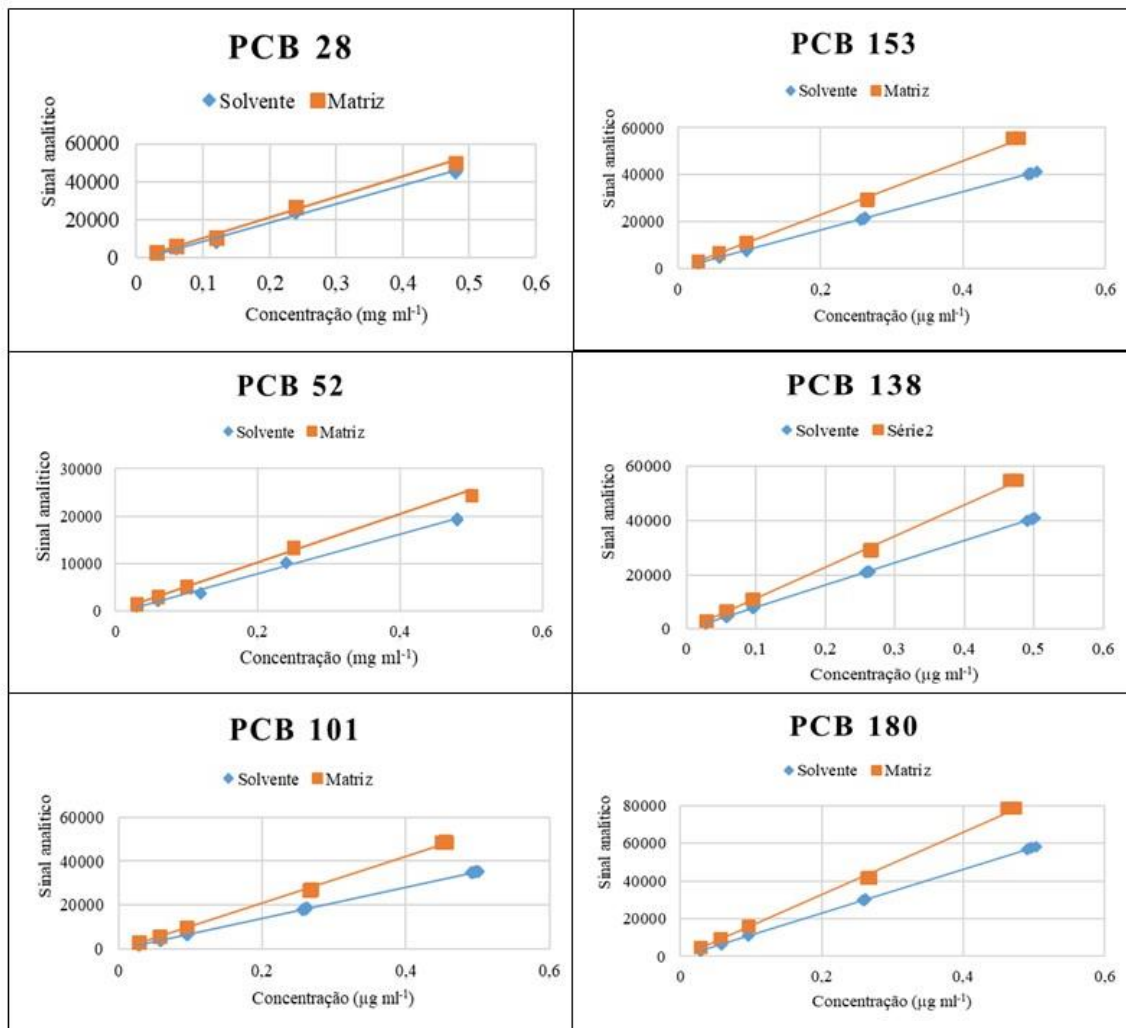 PCB 28
Solvente Matriz
Sinal analítico
60000
40000
20000
0
0 0,1 0,2 0,3 0,4 0,5 0,6
Concentração (mg ml⁻¹)
PCB 153
Solvente Matriz
Sinal analítico
60000
40000
20000
0
0 0,2 0,4 0,6
Concentração (µg ml⁻¹)
PCB 52
Solvente Matriz
Sinal analítico
30000
20000
10000
0
0 0,2 0,4 0,6
Concentração (mg ml⁻¹)
PCB 138
Solvente Série2
Sinal analítico
60000
40000
20000
0
0 0,1 0,2 0,3 0,4 0,5 0,6
Concentração (µg ml⁻¹)
PCB 101
Solvente Matriz
Sinal analítico
60000
40000
20000
0
0 0,2 0,4 0,6
Concentração (µg ml⁻¹)
PCB 180
Solvente Matriz
Sinal analítico
80000
60000
40000
20000
0
0 0,2 0,4 0,6
Concentração (µg ml⁻¹)